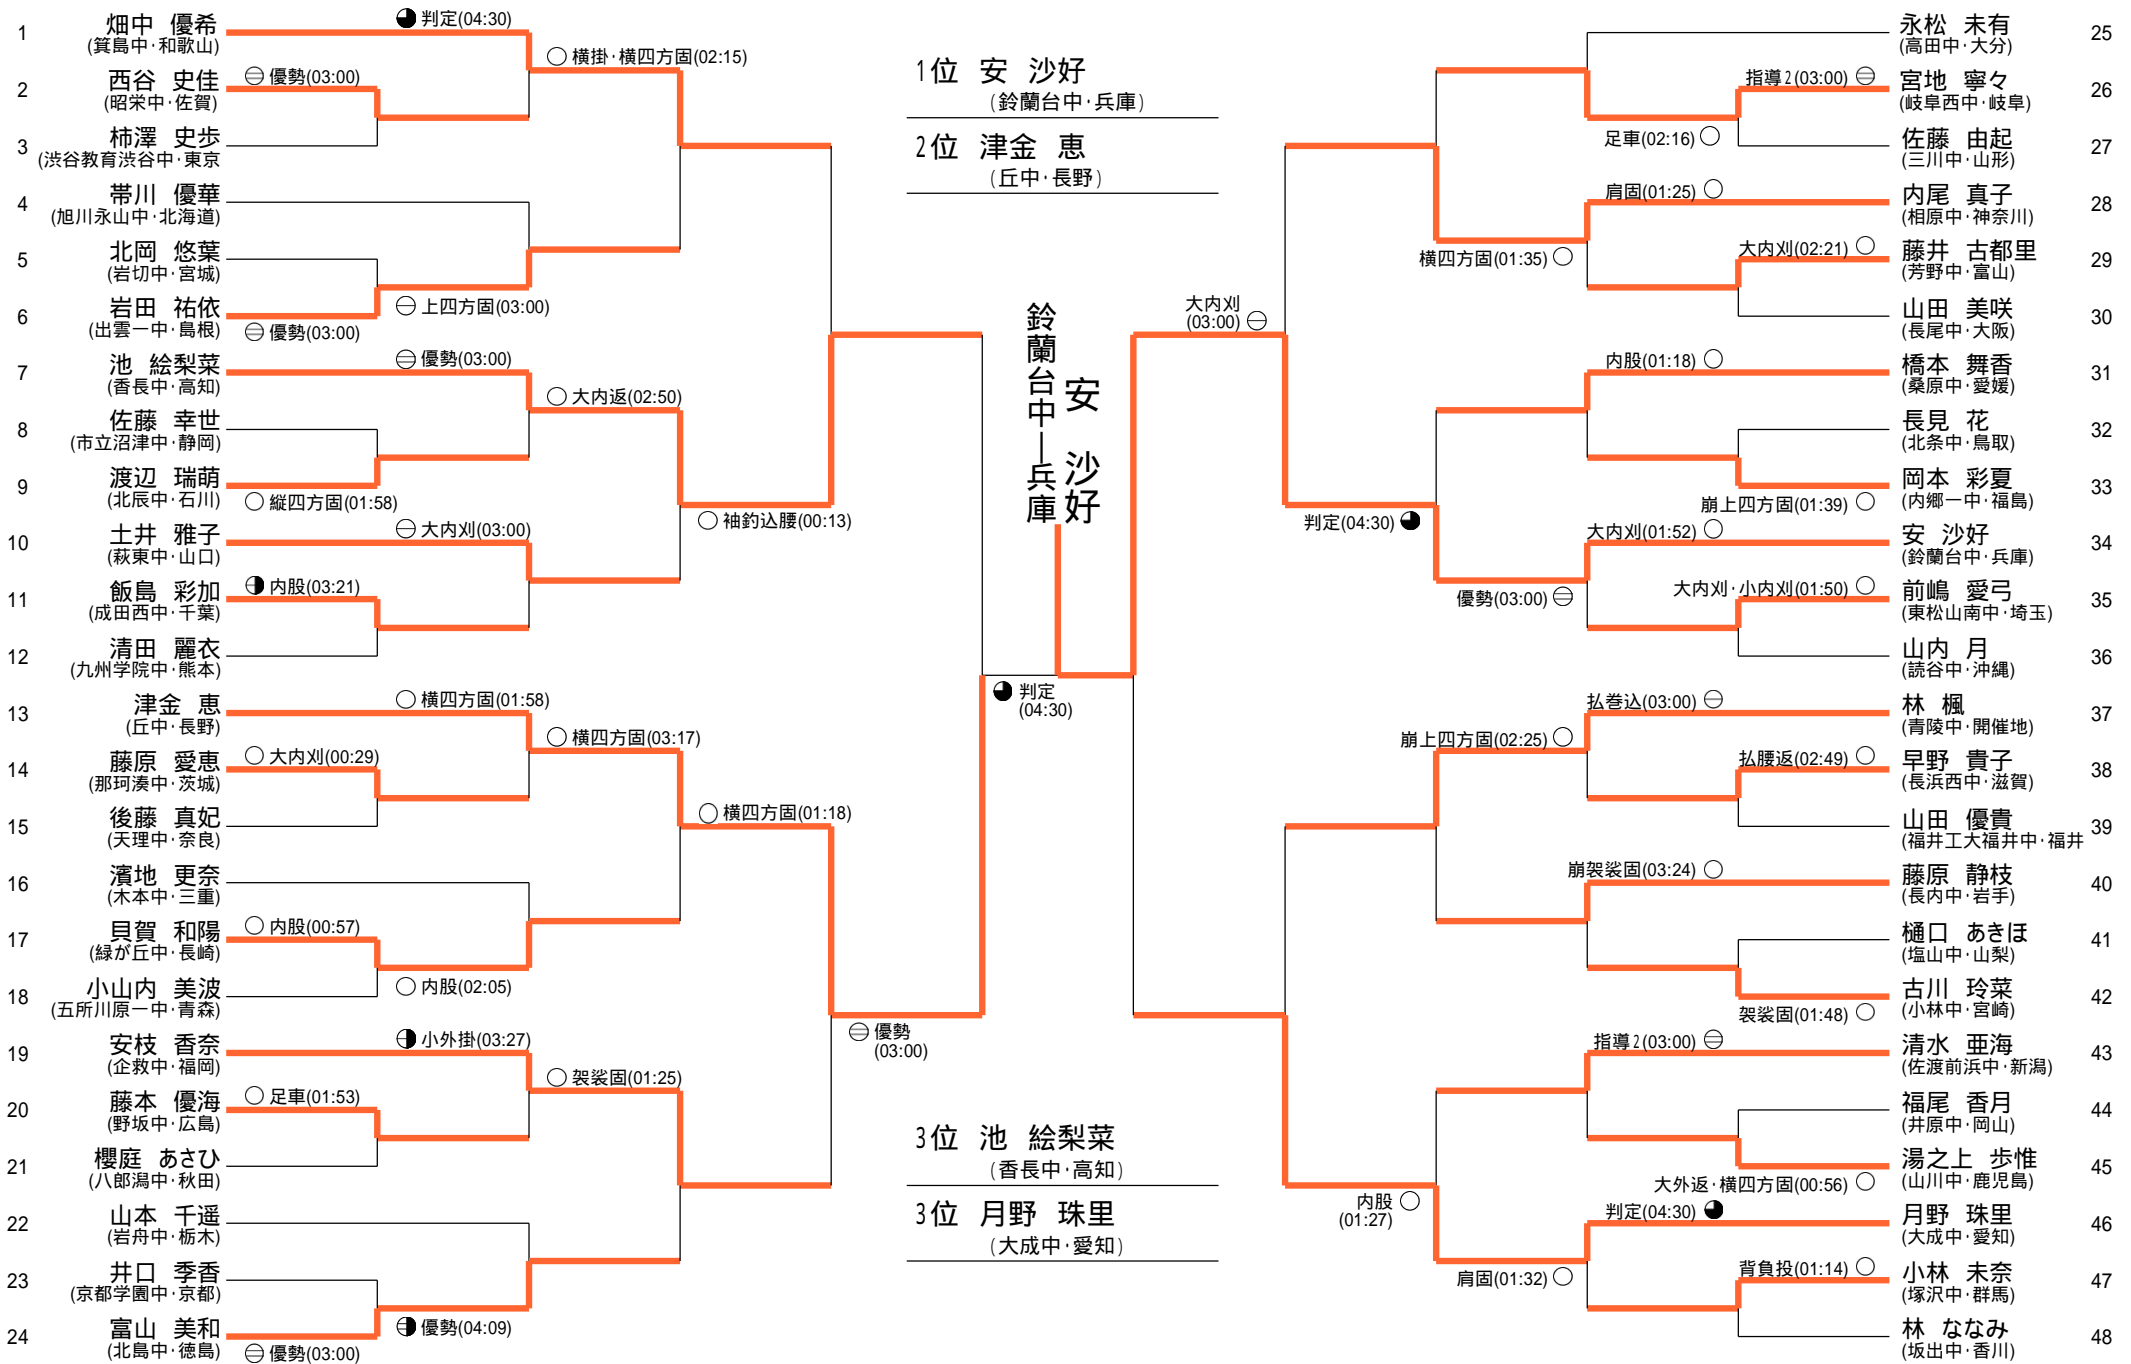 1
畑中 優希
(箕島中・和歌山)
判定(04:30)
2
西谷 史佳
(昭栄中・佐賀)
優勢(03:00)
3
柿澤 史歩
(渋谷教育渋谷中・東京
横掛・横四方固(02:15)
4
帯川 優華
(旭川永山中・北海道)
5
北岡 悠葉
(岩切中・宮城)
6
岩田 祐依
(出雲一中・島根)
優勢(03:00)
上四方固(03:00)
7
池 絵梨菜
(香長中・高知)
優勢(03:00)
8
佐藤 幸世
(市立沼津中・静岡)
大内返(02:50)
9
渡辺 瑞萌
(北辰中・石川)
縦四方固(01:58)
袖釣込腰(00:13)
10
土井 雅子
(萩東中・山口)
大内刈(03:00)
11
飯島 彩加
(成田西中・千葉)
内股(03:21)
12
清田 麗衣
(九州学院中・熊本)
13
津金 恵
(丘中・長野)
横四方固(01:58)
14
藤原 愛恵
(那珂湊中・茨城)
大内刈(00:29)
横四方固(03:17)
15
後藤 真妃
(天理中・奈良)
横四方固(01:18)
16
濱地 更奈
(木本中・三重)
17
貝賀 和陽
(緑が丘中・長崎)
内股(00:57)
18
小山内 美波
(五所川原一中・青森)
内股(02:05)
19
安枝 香奈
(企救中・福岡)
小外掛(03:27)
優勢
(03:00)
20
藤本 優海
(野坂中・広島)
足車(01:53)
袈裟固(01:25)
21
櫻庭 あさひ
(八郎潟中・秋田)
22
山本 千遥
(岩舟中・栃木)
23
井口 季香
(京都学園中・京都)
24
富山 美和
(北島中・徳島)
優勢(03:00)
優勢(04:09)
1位 安 沙好
(鈴蘭台中・兵庫)
2位 津金 恵
(丘中・長野)
鈴蘭台中―兵庫
安 沙好
判定
(04:30)
3位 池 絵梨菜
(香長中・高知)
3位 月野 珠里
(大成中・愛知)
永松 未有
(高田中・大分)
25
指導2(03:00)
宮地 寧々
(岐阜西中・岐阜)
26
足車(02:16)
佐藤 由起
(三川中・山形)
27
肩固(01:25)
内尾 真子
(相原中・神奈川)
28
横四方固(01:35)
大内刈(02:21)
藤井 古都里
(芳野中・富山)
29
大内刈
(03:00)
山田 美咲
(長尾中・大阪)
30
内股(01:18)
橋本 舞香
(桑原中・愛媛)
31
長見 花
(北条中・鳥取)
32
崩上四方固(01:39)
岡本 彩夏
(内郷一中・福島)
33
判定(04:30)
大内刈(01:52)
安 沙好
(鈴蘭台中・兵庫)
34
優勢(03:00)
大内刈・小内刈(01:50)
前嶋 愛弓
(東松山南中・埼玉)
35
山内 月
(読谷中・沖縄)
36
払巻込(03:00)
林 楓
(青陵中・開催地)
37
崩上四方固(02:25)
払腰返(02:49)
早野 貴子
(長浜西中・滋賀)
38
山田 優貴
(福井工大福井中・福井
39
崩袈裟固(03:24)
藤原 静枝
(長内中・岩手)
40
樋口 あきほ
(塩山中・山梨)
41
袈裟固(01:48)
古川 玲菜
(小林中・宮崎)
42
指導2(03:00)
清水 亜海
(佐渡前浜中・新潟)
43
福尾 香月
(井原中・岡山)
44
大外返・横四方固(00:56)
湯之上 歩惟
(山川中・鹿児島)
45
内股
(01:27)
判定(04:30)
月野 珠里
(大成中・愛知)
46
肩固(01:32)
背負投(01:14)
小林 未奈
(塚沢中・群馬)
47
林 ななみ
(坂出中・香川)
48